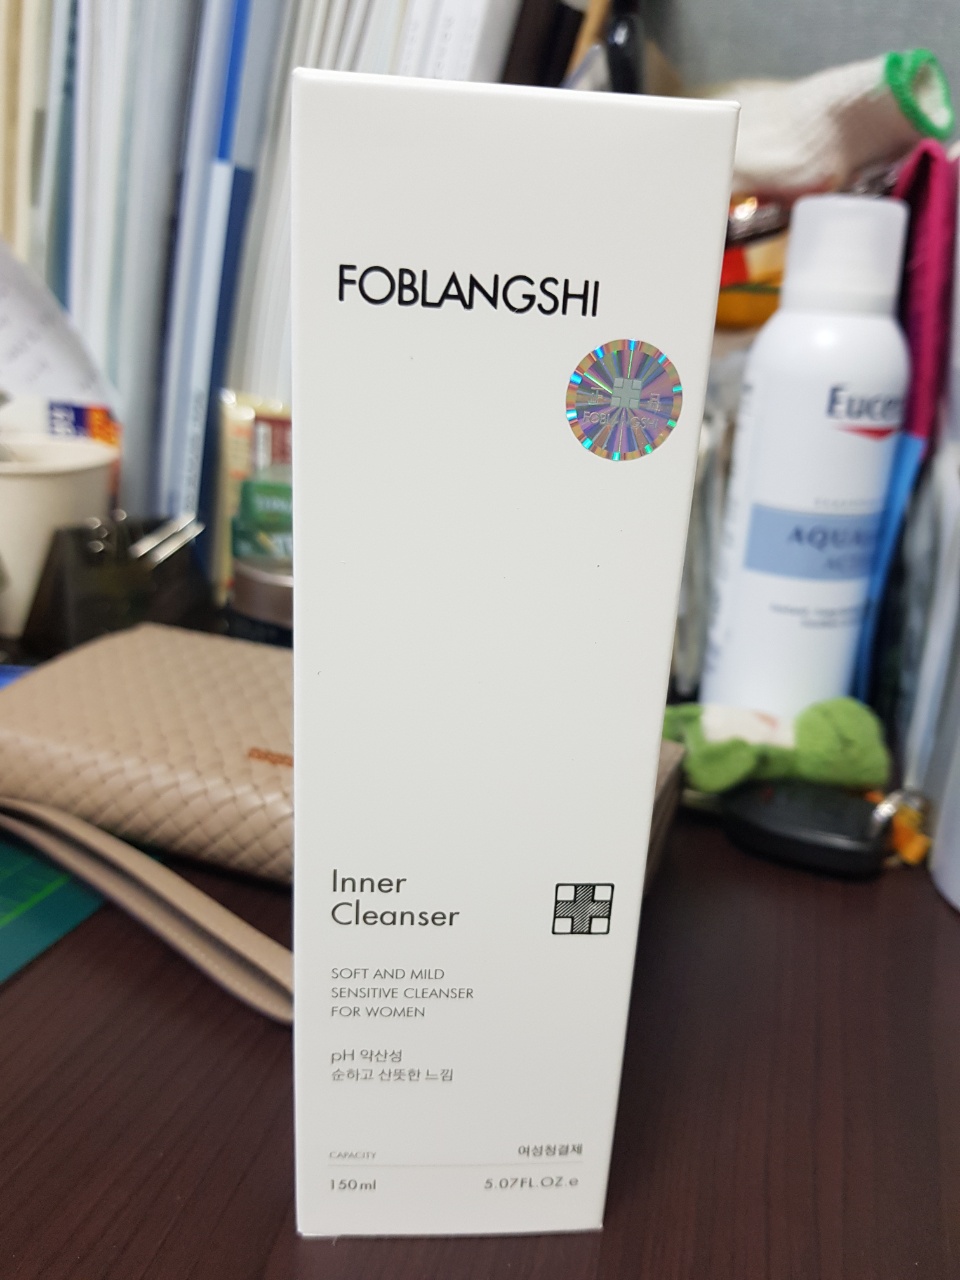 FOBLANGSHI
FOBLANGSHI
Inner
Cleanser
SOFT AND MILD
SENSITIVE CLEANSER
FOR WOMEN
pH 약산성
순하고 산뜻한 느낌
CAPACITY
여성청결제
150ml
5.07FL.OZ.e
Eucer
AQUA